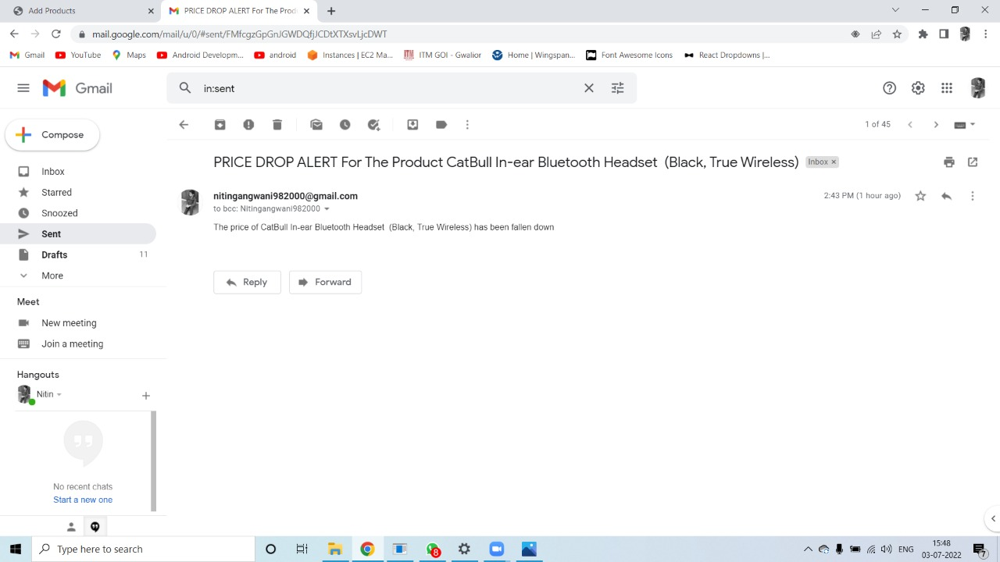 Add Products
PRICE DROP ALERT For The Prod
mail.google.com/mail/u/0/#sent/FMfcgzGpGnJGWDQfjJCDtXTXsvLjcDWT
Gmail
YouTube
Maps
Android Developm...
android
Instances | EC2 Ma...
ITM GOI - Gwalior
Home | Wingspan...
Font Awesome Icons
React Dropdowns |...
Gmail
in:sent
Compose
1 of 45
Inbox
Starred
Snoozed
Sent
Drafts 11
More
Meet
New meeting
Join a meeting
Hangouts
Nitin
No recent chats
Start a new one
PRICE DROP ALERT For The Product CatBull In-ear Bluetooth Headset (Black, True Wireless) Inbox ×
nitingangwani982000@gmail.com 2:43 PM (1 hour ago)
to bcc: Nitingangwani982000
The price of CatBull In-ear Bluetooth Headset (Black, True Wireless) has been fallen down
Reply
Forward
Type here to search
8
ENG
15:48
03-07-2022
7